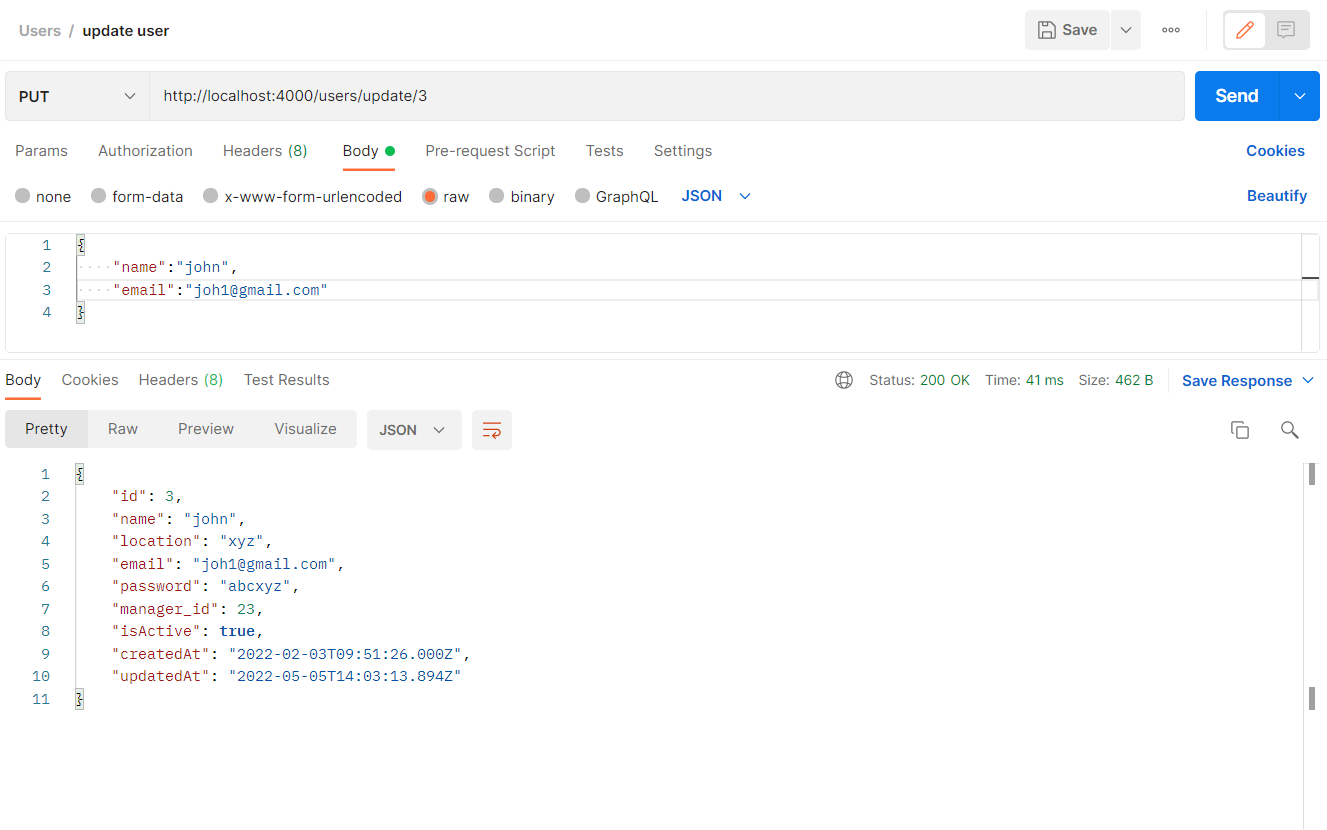 Users / update user
Save
PUT http://localhost:4000/users/update/3 Send
Params Authorization Headers (8) Body Pre-request Script Tests Settings Cookies
none form-data x-www-form-urlencoded raw binary GraphQL JSON Beautify
1 {
2 "name":"john",
3 "email":"joh1@gmail.com"
4 }
Body Cookies Headers (8) Test Results Status: 200 OK Time: 41 ms Size: 462 B Save Response
Pretty Raw Preview Visualize JSON
1 {
2 "id": 3,
3 "name": "john",
4 "location": "xyz",
5 "email": "joh1@gmail.com",
6 "password": "abcxyz",
7 "manager_id": 23,
8 "isActive": true,
9 "createdAt": "2022-02-03T09:51:26.000Z",
10 "updatedAt": "2022-05-05T14:03:13.894Z"
11 }